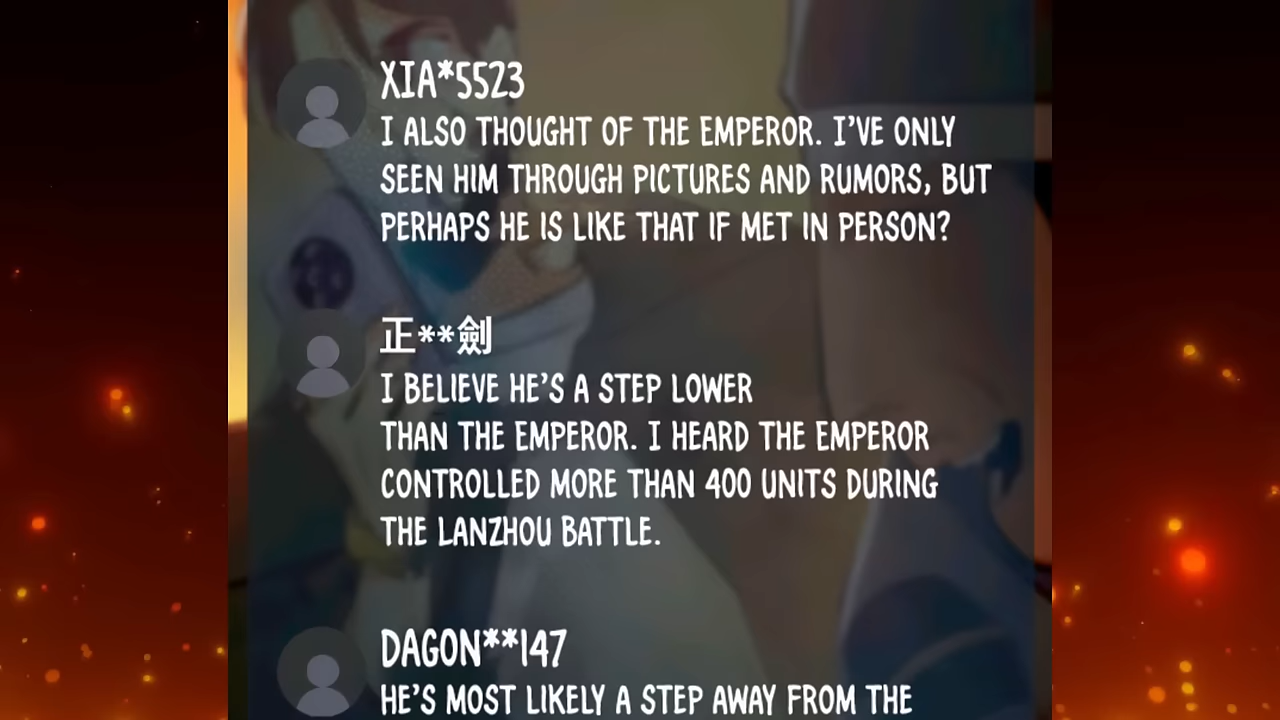 XIA*5523
I ALSO THOUGHT OF THE EMPEROR. I'VE ONLY
SEEN HIM THROUGH PICTURES AND RUMORS, BUT
PERHAPS HE IS LIKE THAT IF MET IN PERSON?
正**劍
I BELIEVE HE'S A STEP LOWER
THAN THE EMPEROR. I HEARD THE EMPEROR
CONTROLLED MORE THAN 400 UNITS DURING
THE LANZHOU BATTLE.
DAGON**147
HE'S MOST LIKELY A STEP AWAY FROM THE